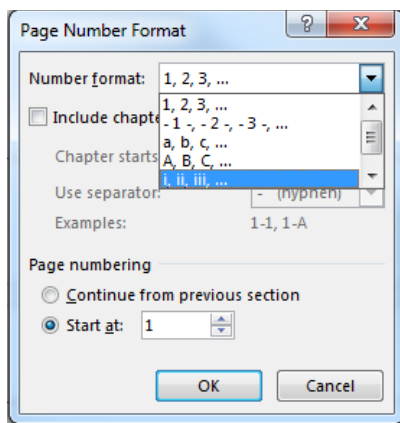 Page Number Format
?
Number format: 1, 2, 3, ...
1, 2, 3, ...
Include - 1 -, - 2 -, - 3 -, ...
a, b, c, ...
Chapter starts A, B, C, ...
i, ii, iii, ...
Use separator: - (hyphen)
Examples: 1-1, 1-A
Page numbering
Continue from previous section
Start at: 1
OK Cancel